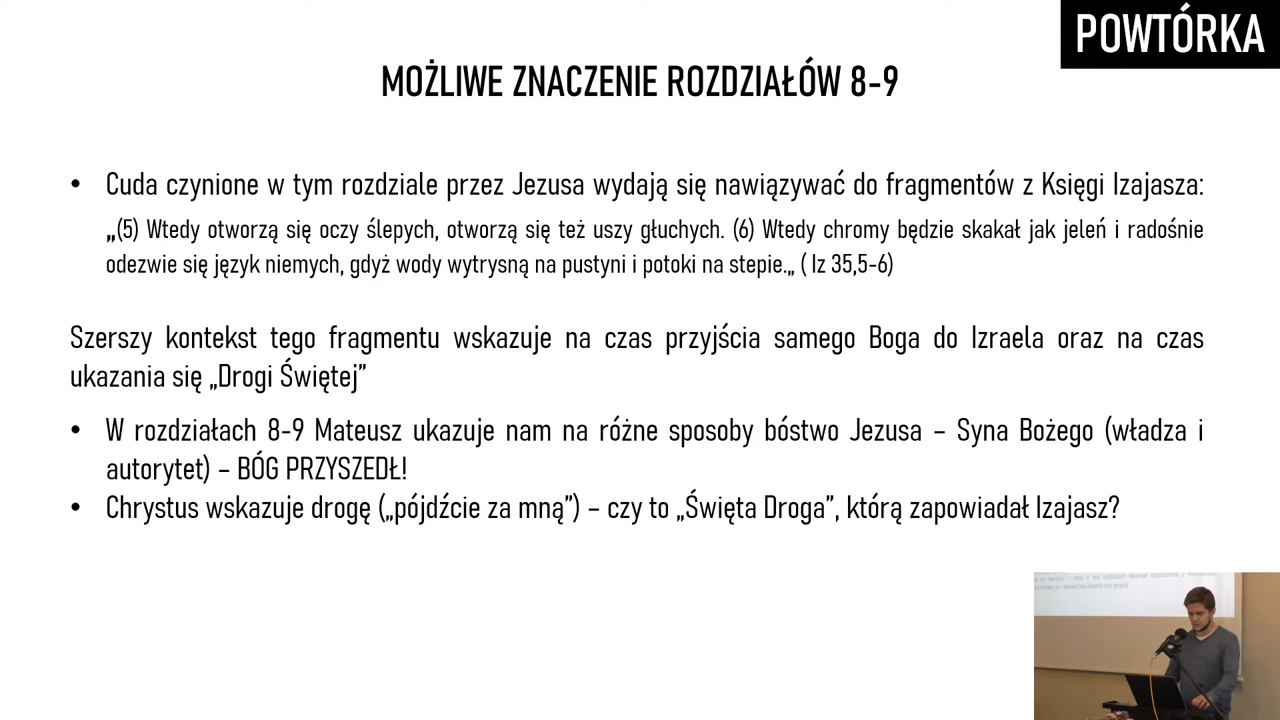 POWTÓRKA
MOŻLIWE ZNACZENIE ROZDZIAŁÓW 8-9
• Cuda czynione w tym rozdziale przez Jezusa wydają się nawiązywać do fragmentów z Księgi Izajasza:
„(5) Wtedy otworzą się oczy ślepych, otworzą się też uszy głuchych. (6) Wtedy chromy będzie skakał jak jeleń i radośnie
odezwie się język niemych, gdyż wody wytrysną na pustyni i potoki na stepie.„ ( Iz 35,5-6)
Szerszy kontekst tego fragmentu wskazuje na czas przyjścia samego Boga do Izraela oraz na czas
ukazania się „Drogi Świętej”
• W rozdziałach 8-9 Mateusz ukazuje nam na różne sposoby bóstwo Jezusa – Syna Bożego (władza i
autorytet) – BÓG PRZYSZEDŁ!
• Chrystus wskazuje drogę („pójdźcie za mną”) – czy to „Święta Droga”, którą zapowiadał Izajasz?